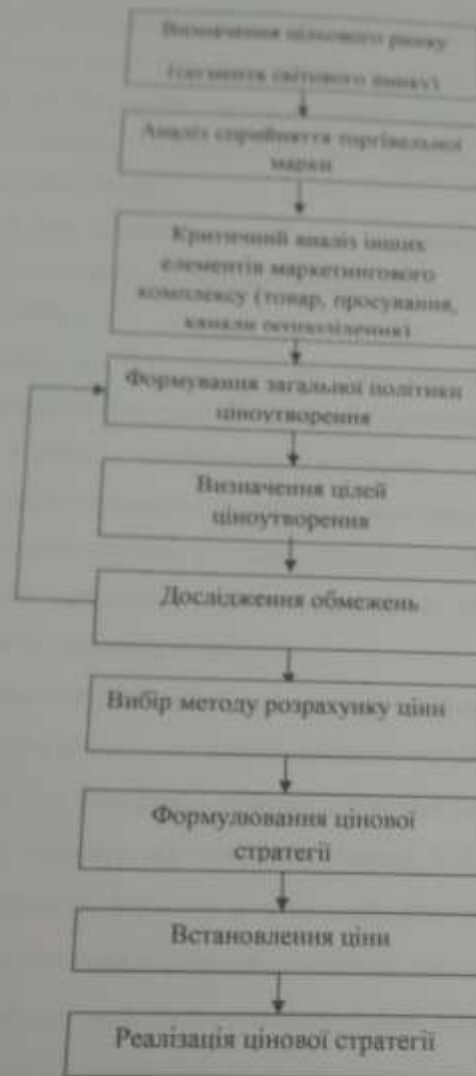 Визначення цільового ринку
(сегмента світового ринку)
Аналіз сприйняття торгівельної
марки
Критичний аналіз інших
елементів маркетингового
комплексу (товар, просування,
канали розподілення)
Формування загальної політики
ціноутворення
Визначення цілей
ціноутворення
Дослідження обмежень
Вибір методу розрахунку ціни
Формулювання цінової
стратегії
Встановлення ціни
Реалізація цінової стратегії